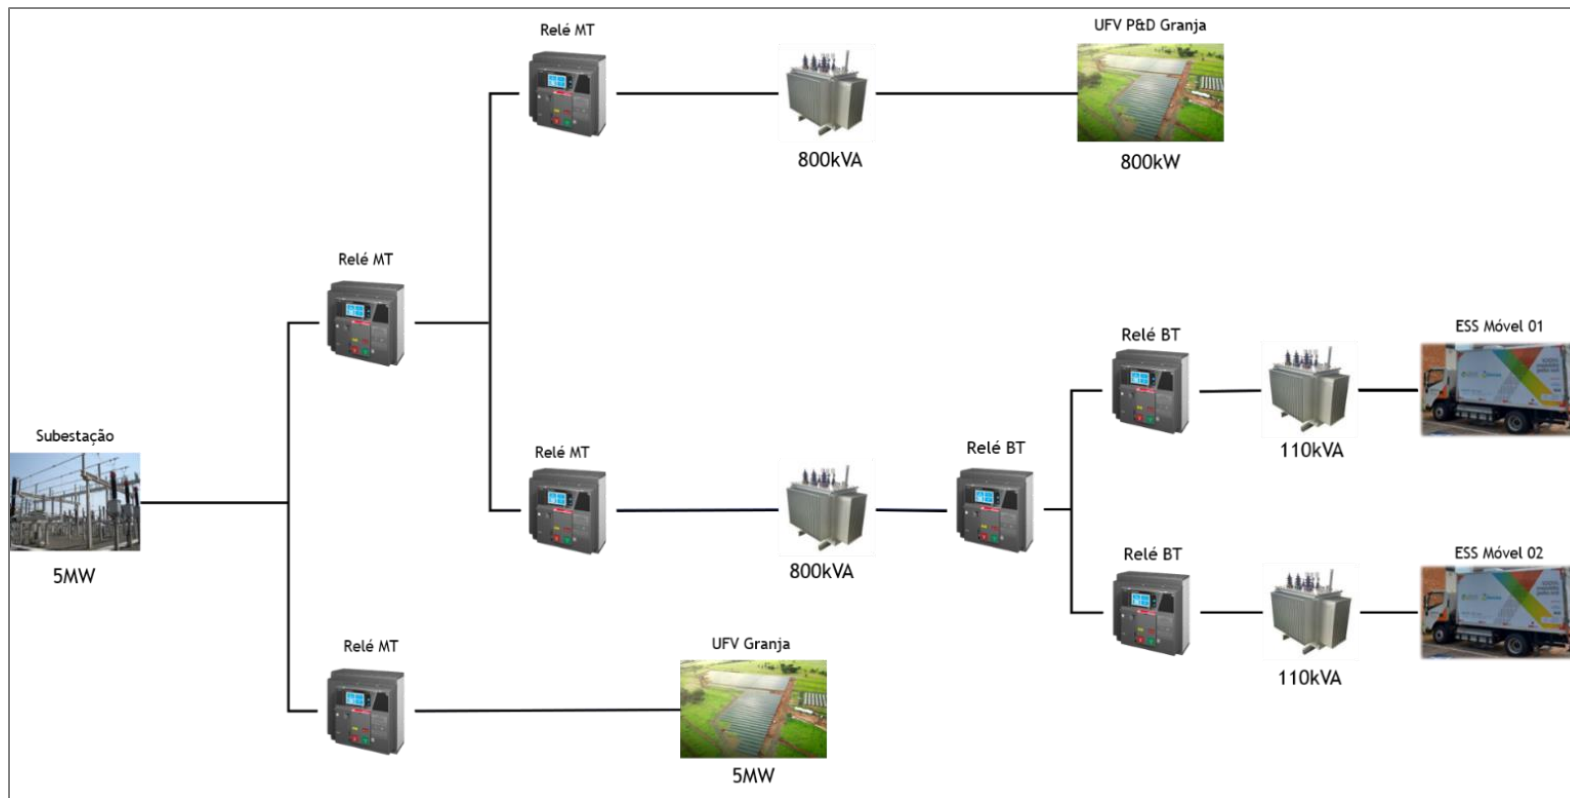 Relé MT
UFV P&D Granja
800kVA
800kW
Relé MT
Relé BT
ESS Móvel 01
Subestação
Relé MT
Relé BT
110kVA
5MW
800kVA
Relé BT
ESS Móvel 02
Relé MT
UFV Granja
110kVA
5MW